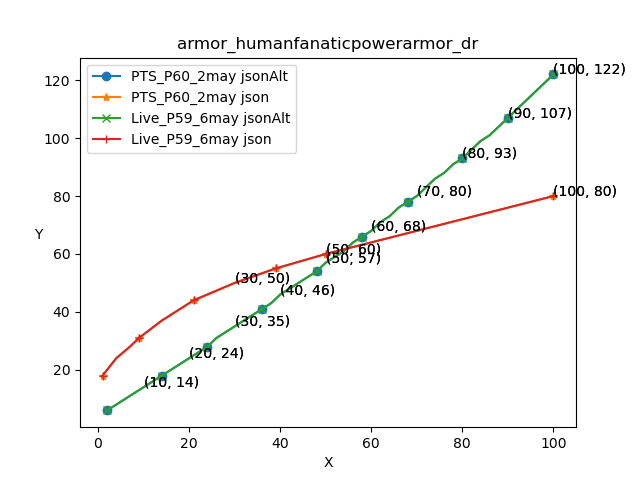 armor_humanfanaticpowerarmor_dr
PTS_P60_2may jsonAlt
PTS_P60_2may json
Live_P59_6may jsonAlt
Live_P59_6may json
(100, 122)
(90, 107)
(80, 93)
(70, 80)
(100, 80)
(60, 68)
(50, 60)
(50, 57)
(30, 50)
(40, 46)
(30, 35)
(20, 24)
(10, 14)
Y
120
100
80
60
40
20
0 20 40 60 80 100
X